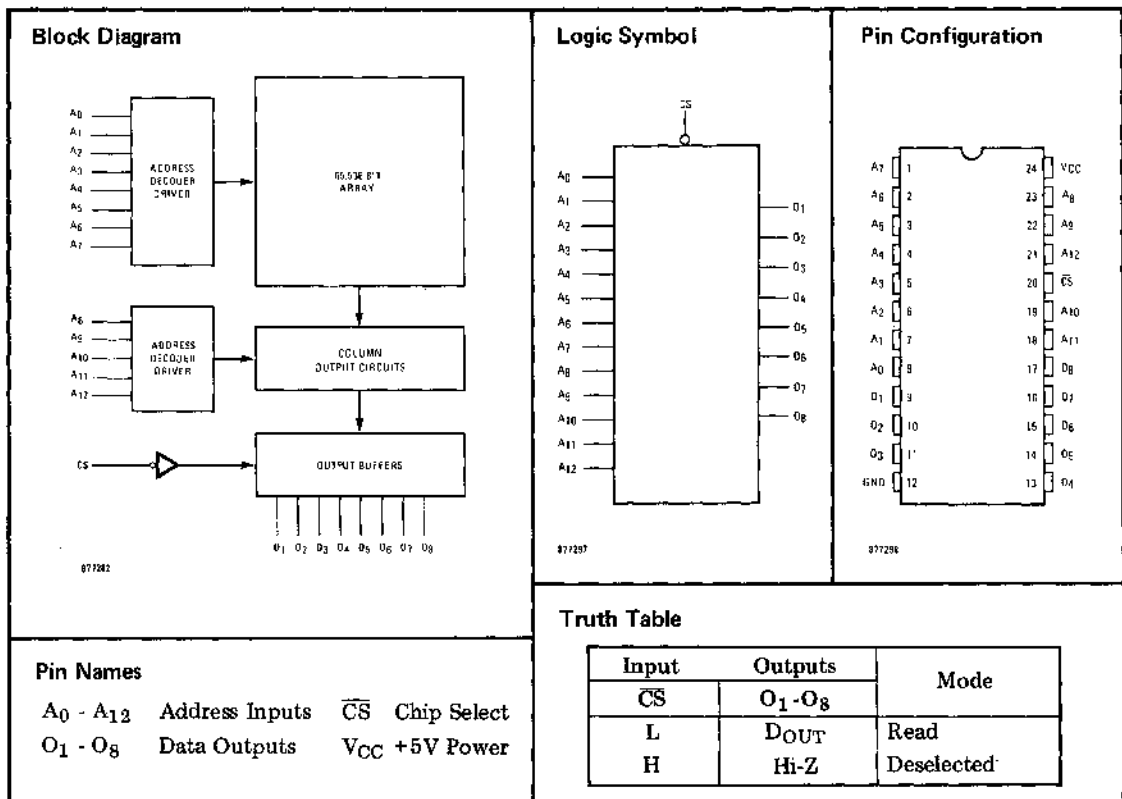 Block Diagram
A0
A1
A2
A3
A4
A5
A6
A7
ADDRESS
DECODER
DRIVER
ARRAY
A8
A9
A10
A11
A12
ADDRESS
DECODER
DRIVER
COLUMN
OUTPUT CIRCUITS
CS
OUTPUT BUFFERS
O1 O2 O3 O4 O5 O6 O7 O8
Logic Symbol
CS
A0
A1
A2
A3
A4
A5
A6
A7
A8
A9
A10
A11
A12
O1
O2
O3
O4
O5
O6
O7
O8
877297
Pin Configuration
A7 1 24 VCC
A6 2 23 A8
A5 3 22 A9
A4 4 21 A12
A3 5 20 C̅S̅
A2 6 19 A10
A1 7 18 A11
A0 8 17 O8
O1 9 16 O7
O2 10 15 O6
O3 11 14 O5
GND 12 13 O4
877298
Pin Names
A0 - A12 Address Inputs C̅S̅ Chip Select
O1 - O8 Data Outputs VCC +5V Power
Truth Table
Input Outputs Mode
C̅S̅ O1-O8
L DOUT Read
H Hi-Z Deselected